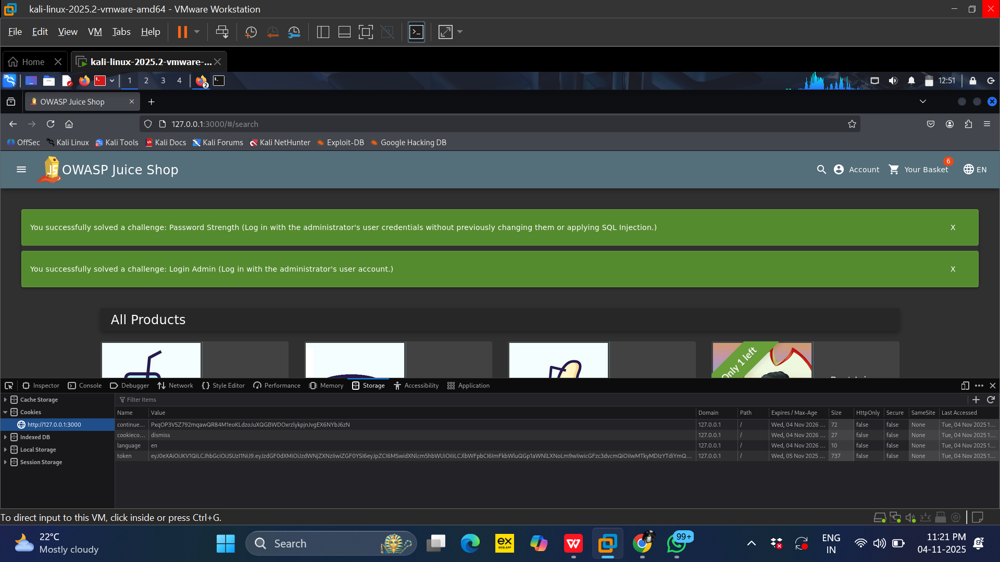 kali-linux-2025.2-vmware-amd64 - VMware Workstation
File Edit View VM Tabs Help
Home kali-linux-2025.2-vmware-...
1 2 3 4 2 12:51
OWASP Juice Shop
127.0.0.1:3000/#/search
OffSec Kali Linux Kali Tools Kali Docs Kali Forums Kali NetHunter Exploit-DB Google Hacking DB
OWASP Juice Shop Account Your Basket 6 EN
You successfully solved a challenge: Password Strength (Log in with the administrator's user credentials without previously changing them or applying SQL Injection.) X
You successfully solved a challenge: Login Admin (Log in with the administrator's user account.) X
All Products
Only 1 left
Inspector Console Debugger Network Style Editor Performance Memory Storage Accessibility Application
Cache Storage
Cookies
http://127.0.0.1:3000
Indexed DB
Local Storage
Session Storage
Filter Items
Name Value Domain Path Expires / Max-Age Size HttpOnly Secure SameSite Last Accessed
continue... 127.0.0.1 / Wed, 04 Nov 2026 ... 72 false false None Tue, 04 Nov 2025 1...
cookieco... dismiss 127.0.0.1 / Wed, 04 Nov 2026 ... 27 false false None Tue, 04 Nov 2025 1...
language en 127.0.0.1 / Wed, 04 Nov 2026 ... 10 false false None Tue, 04 Nov 2025 1...
token 127.0.0.1 / Wed, 05 Nov 2025 ... 737 false false None Tue, 04 Nov 2025 1...
To direct input to this VM, click inside or press Ctrl+G.
22°C
Mostly cloudy
Search
ex
WEB APP
99+
ENG
IN
11:21 PM
04-11-2025